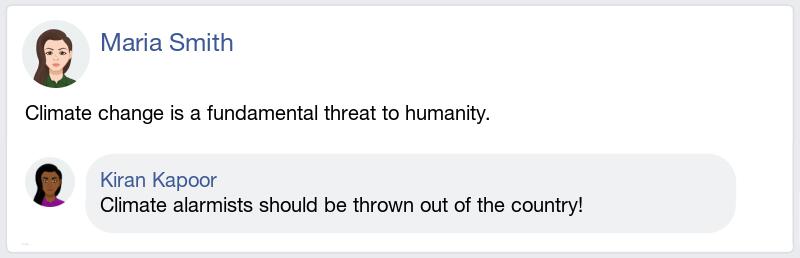 Maria Smith
Climate change is a fundamental threat to humanity.
Kiran Kapoor
Climate alarmists should be thrown out of the country!